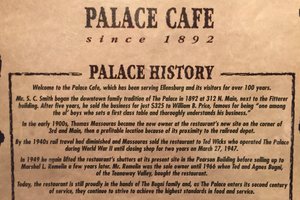 PALACE CAFE
since 1892
PALACE HISTORY
Welcome to the Palace Cafe, which has been serving Ellensburg and its visitors for over 100 years.
Mr. S. C. Smith began the downtown family tradition of The Palace in 1892 at 312 N. Main, next to the Fitterer
building. After five years, he sold the business for just $325 to William B. Price, famous for being "one among
the ol' boys who sets a first class table and thoroughly understands his business."
In the early 1900s, Thomas Massouras became the new owner at the restaurant's new site on the corner of
3rd and Main, then a profitable location because of its proximity to the railroad depot.
By the 1940s rail travel had diminished and Massouras sold the restaurant to Ted Wicks who operated The Palace
during World War II until closing shop for two years on March 27, 1947.
In 1949 he again lifted the restaurant's shutters at its present site in the Pearson Building before selling up to
Marshel L. Remelle a few years later. Mr. Remelle was the sole owner until 1966 when Ted and Agnes Bugni,
of the Teanaway Valley, bought the restaurant.
Today, the restaurant is still proudly in the hands of The Bugni family and, as The Palace enters its second century
of service, they continue to strive to achieve the highest standards in food and service.